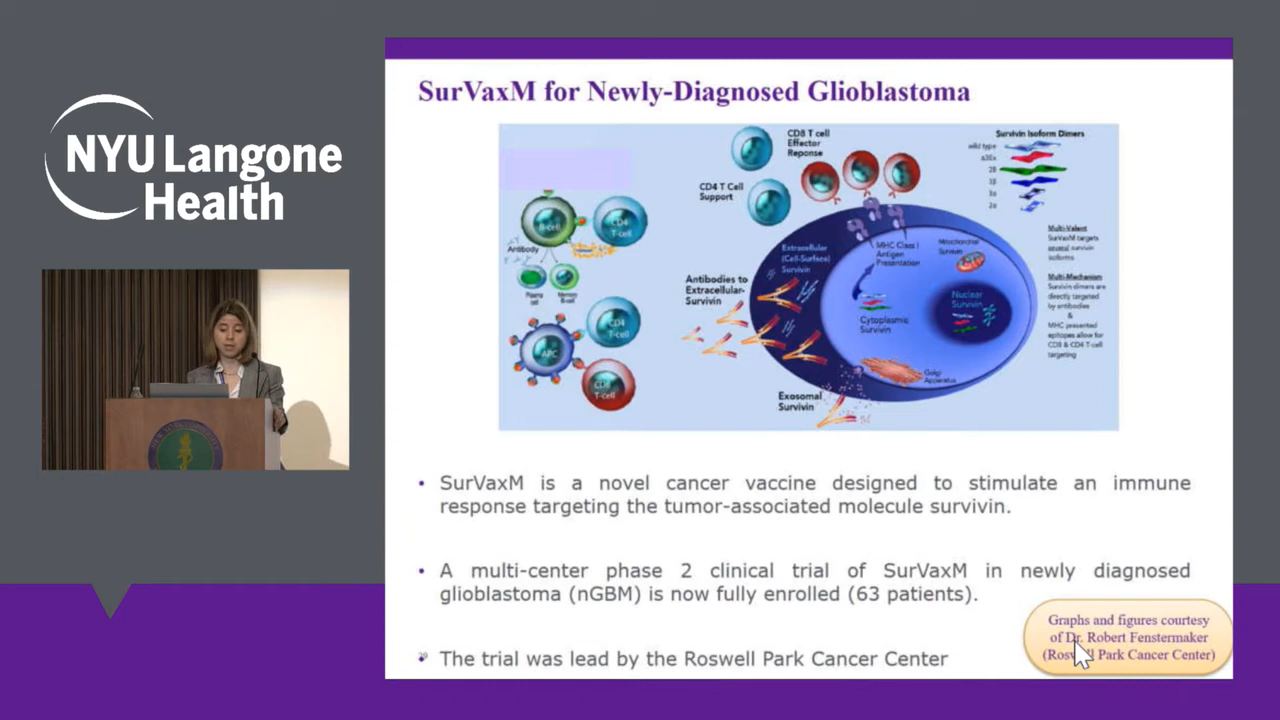 NYU Langone
Health
SurVaxM for Newly-Diagnosed Glioblastoma
B-cell
CD4
T-cell
Antibody
Plasma
cell
Memory
B-cell
CD4
T-cell
APC
CD8
T-cell
CD8 T cell
Effector
Reponse
CD4 T Cell
Support
Antibodies to
Extracellular-
Survivin
Extracellular
(Cell-Surface)
Survivin
MHC Class I
Antigen
Presentation
Mitochondrial
Survivin
Nuclear
Survivin
Cytoplasmic
Survivin
Golgi
Apparatus
Exosomal
Survivin
Survivin Isoform Dimers
wild type
2B
3B
3α
2α
Multi-Valent
SurVaxM targets
several survivin
isoforms
Multi-Mechanism
Survivin dimers are
directly targeted
by antibodies
&
MHC presented
epitopes allow for
CD8 & CD4 T-cell
targeting
• SurVaxM is a novel cancer vaccine designed to stimulate an immune
response targeting the tumor-associated molecule survivin.
• A multi-center phase 2 clinical trial of SurVaxM in newly diagnosed
glioblastoma (nGBM) is now fully enrolled (63 patients).
• The trial was lead by the Roswell Park Cancer Center
Graphs and figures courtesy
of Dr. Robert Fenstermaker
(Roswell Park Cancer Center)